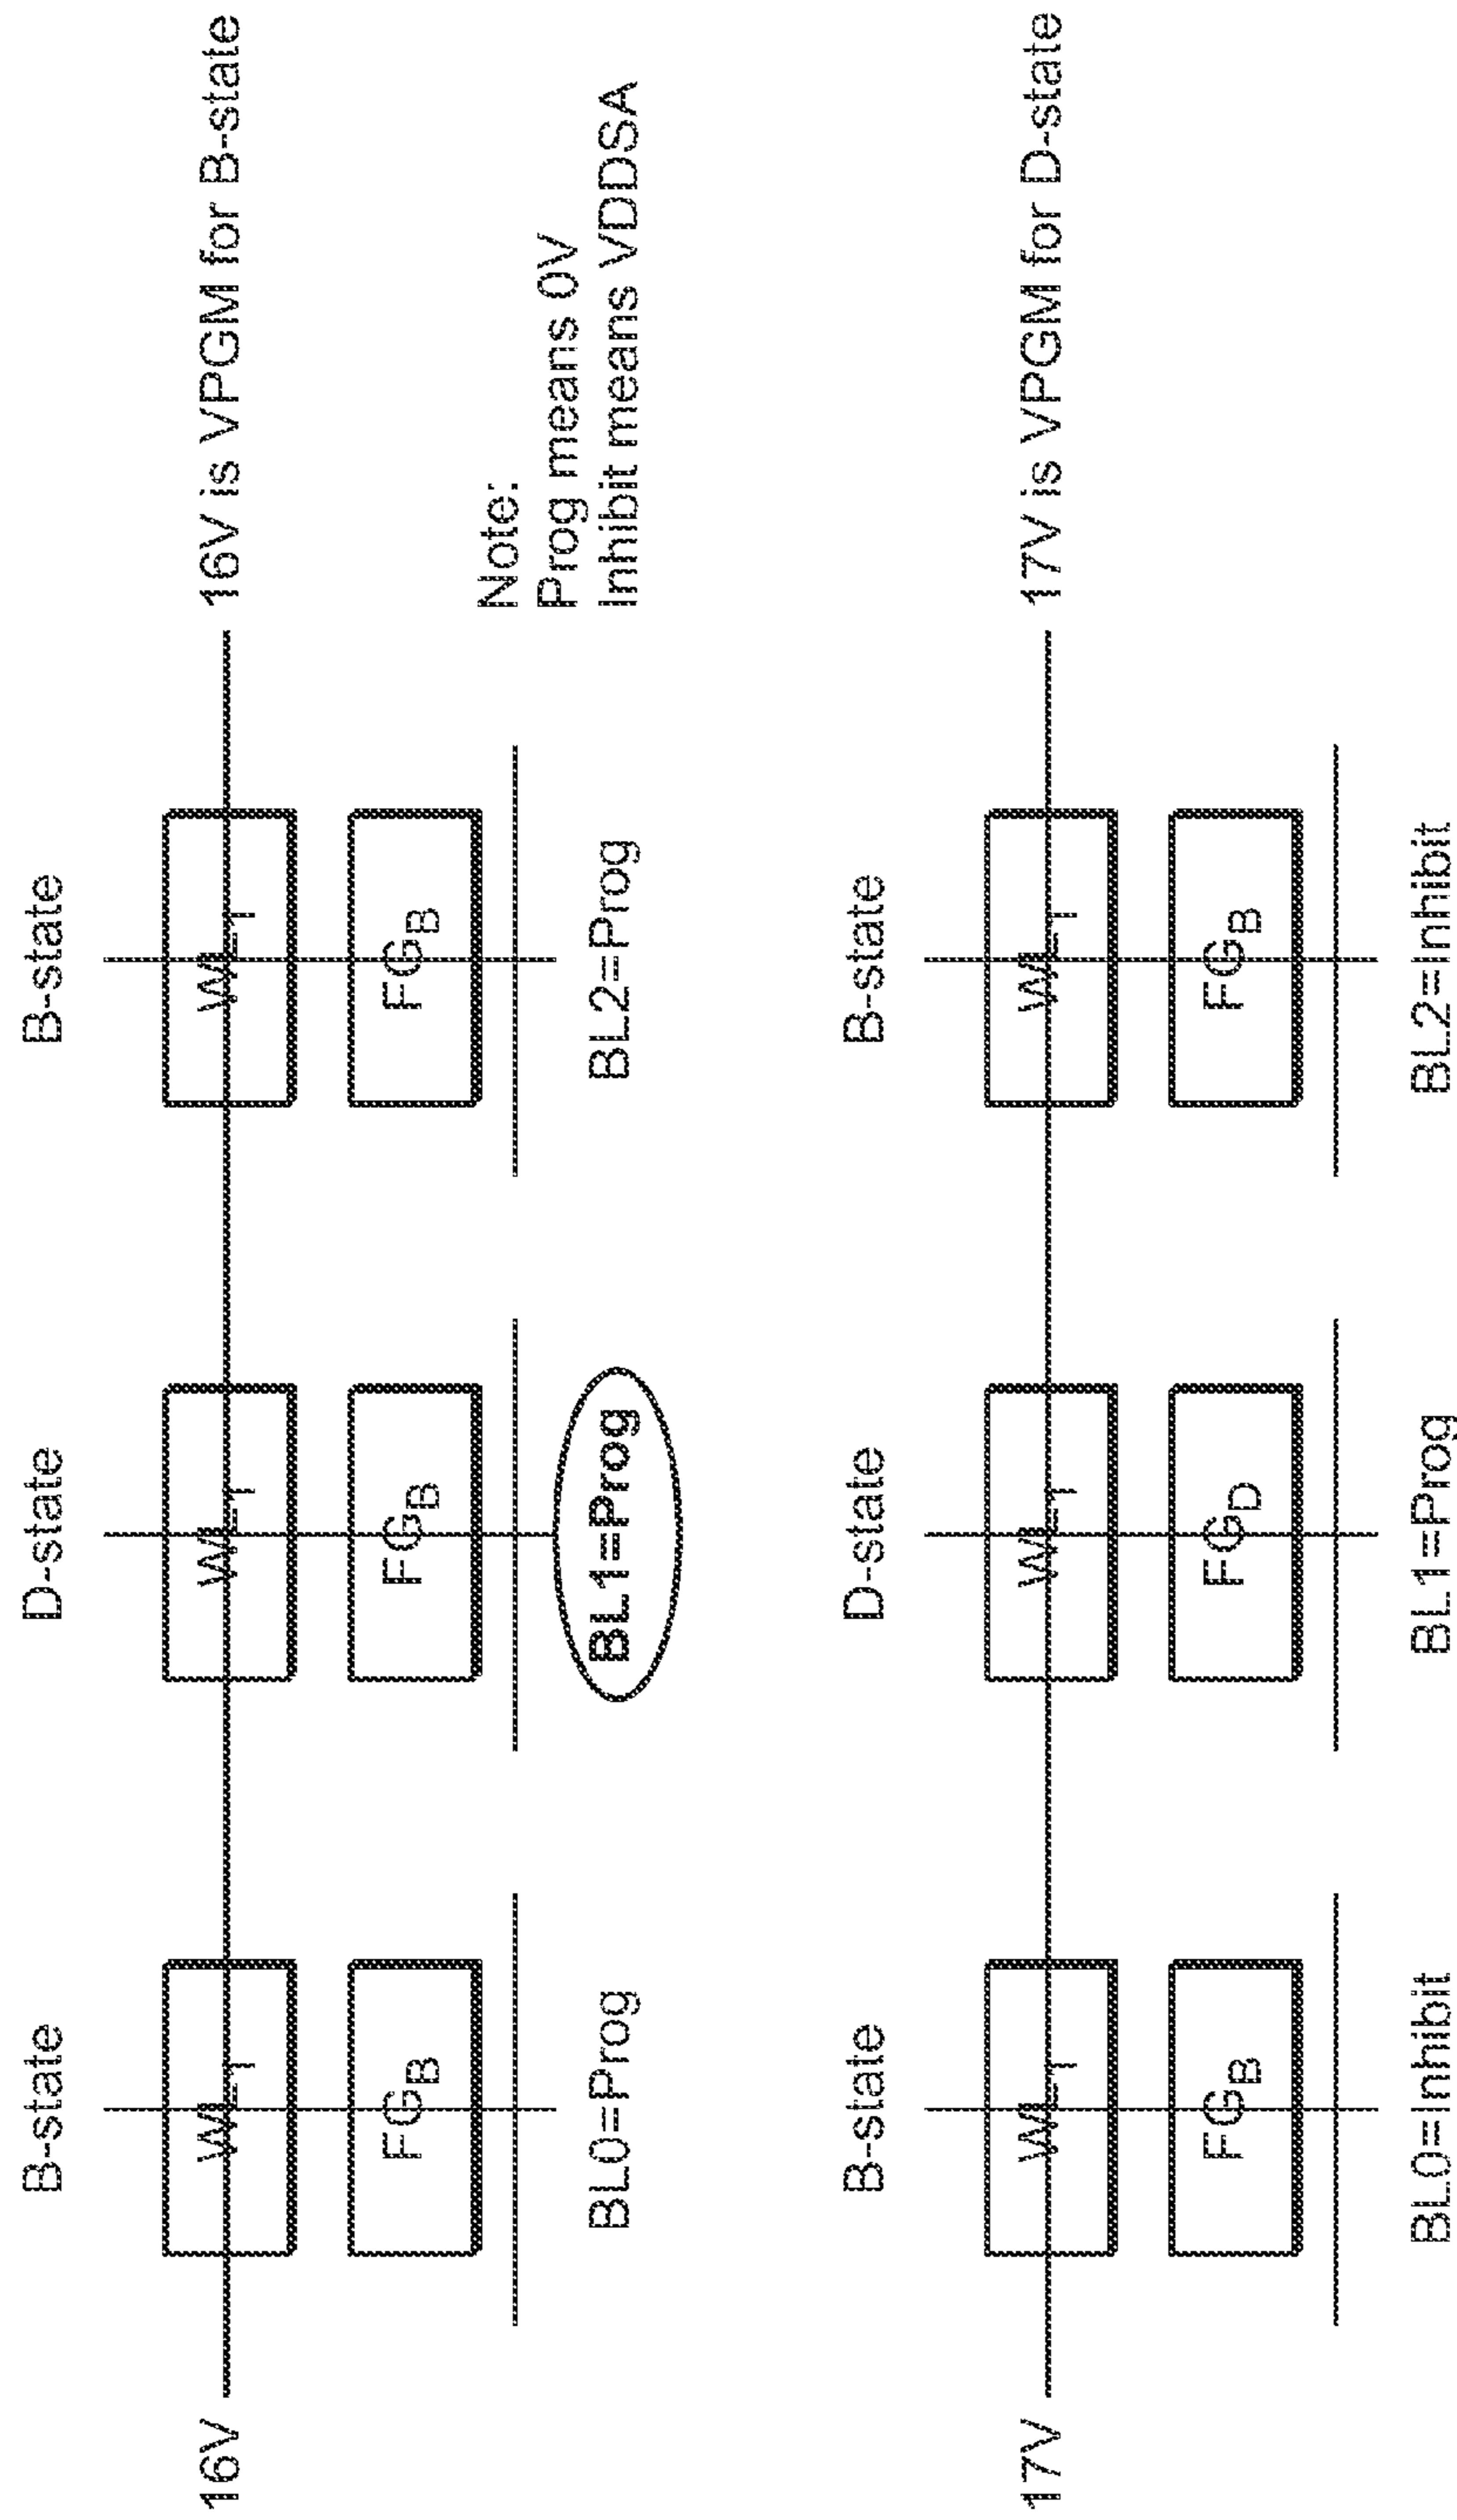 B-state D-state B-state
16V WL1 WL1 WL1 16V is VPGM for B-state
FGB FGB FGB
Note:
Prog means 0V
Inhibit means VDDSA
BL0=Prog BL1=Prog BL2=Prog
B-state D-state B-state
17V WL1 WL1 WL1 17V is VPGM for D-state
FGB FGD FGB
BL0=Inhibit BL1=Prog BL2=Inhibit